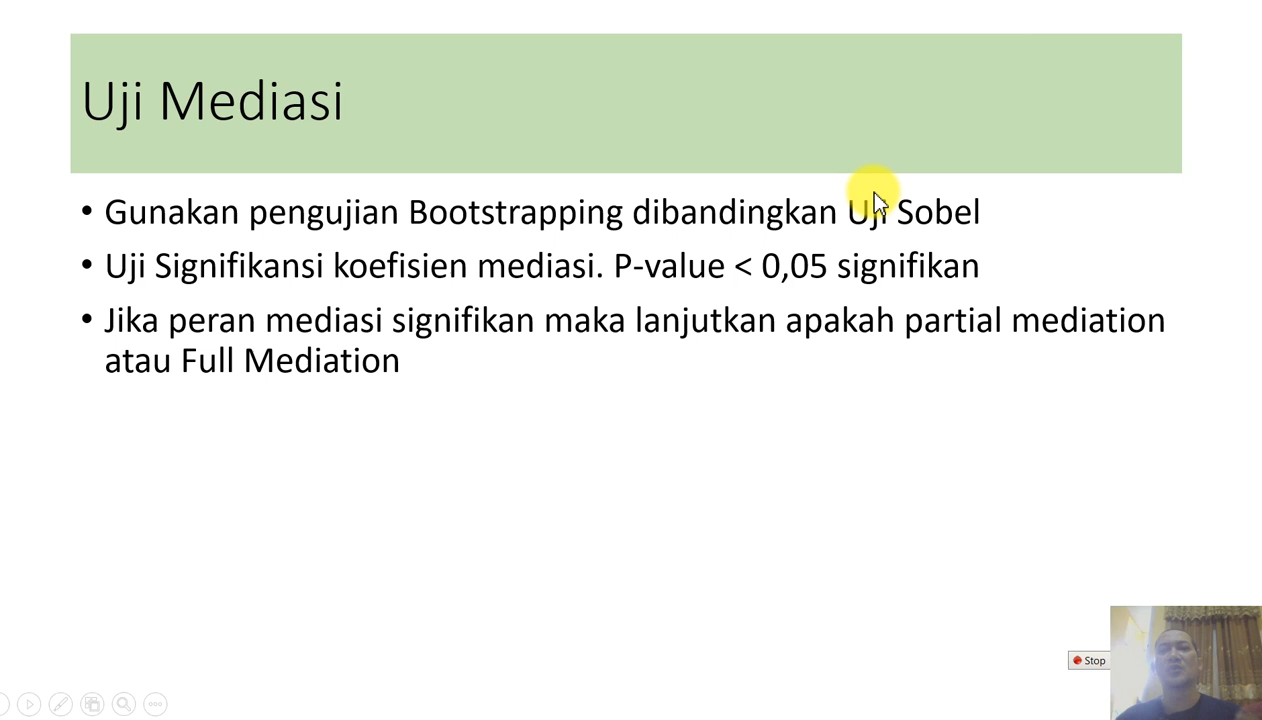 Uji Mediasi
• Gunakan pengujian Bootstrapping dibandingkan Uji Sobel
• Uji Signifikansi koefisien mediasi. P-value < 0,05 signifikan
• Jika peran mediasi signifikan maka lanjutkan apakah partial mediation
atau Full Mediation
Stop